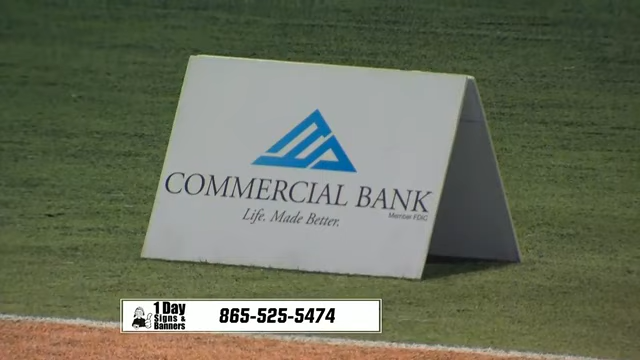 COMMERCIAL BANK
Member FDIC
Life. Made Better.
1 Day
Signs &
Banners
865-525-5474